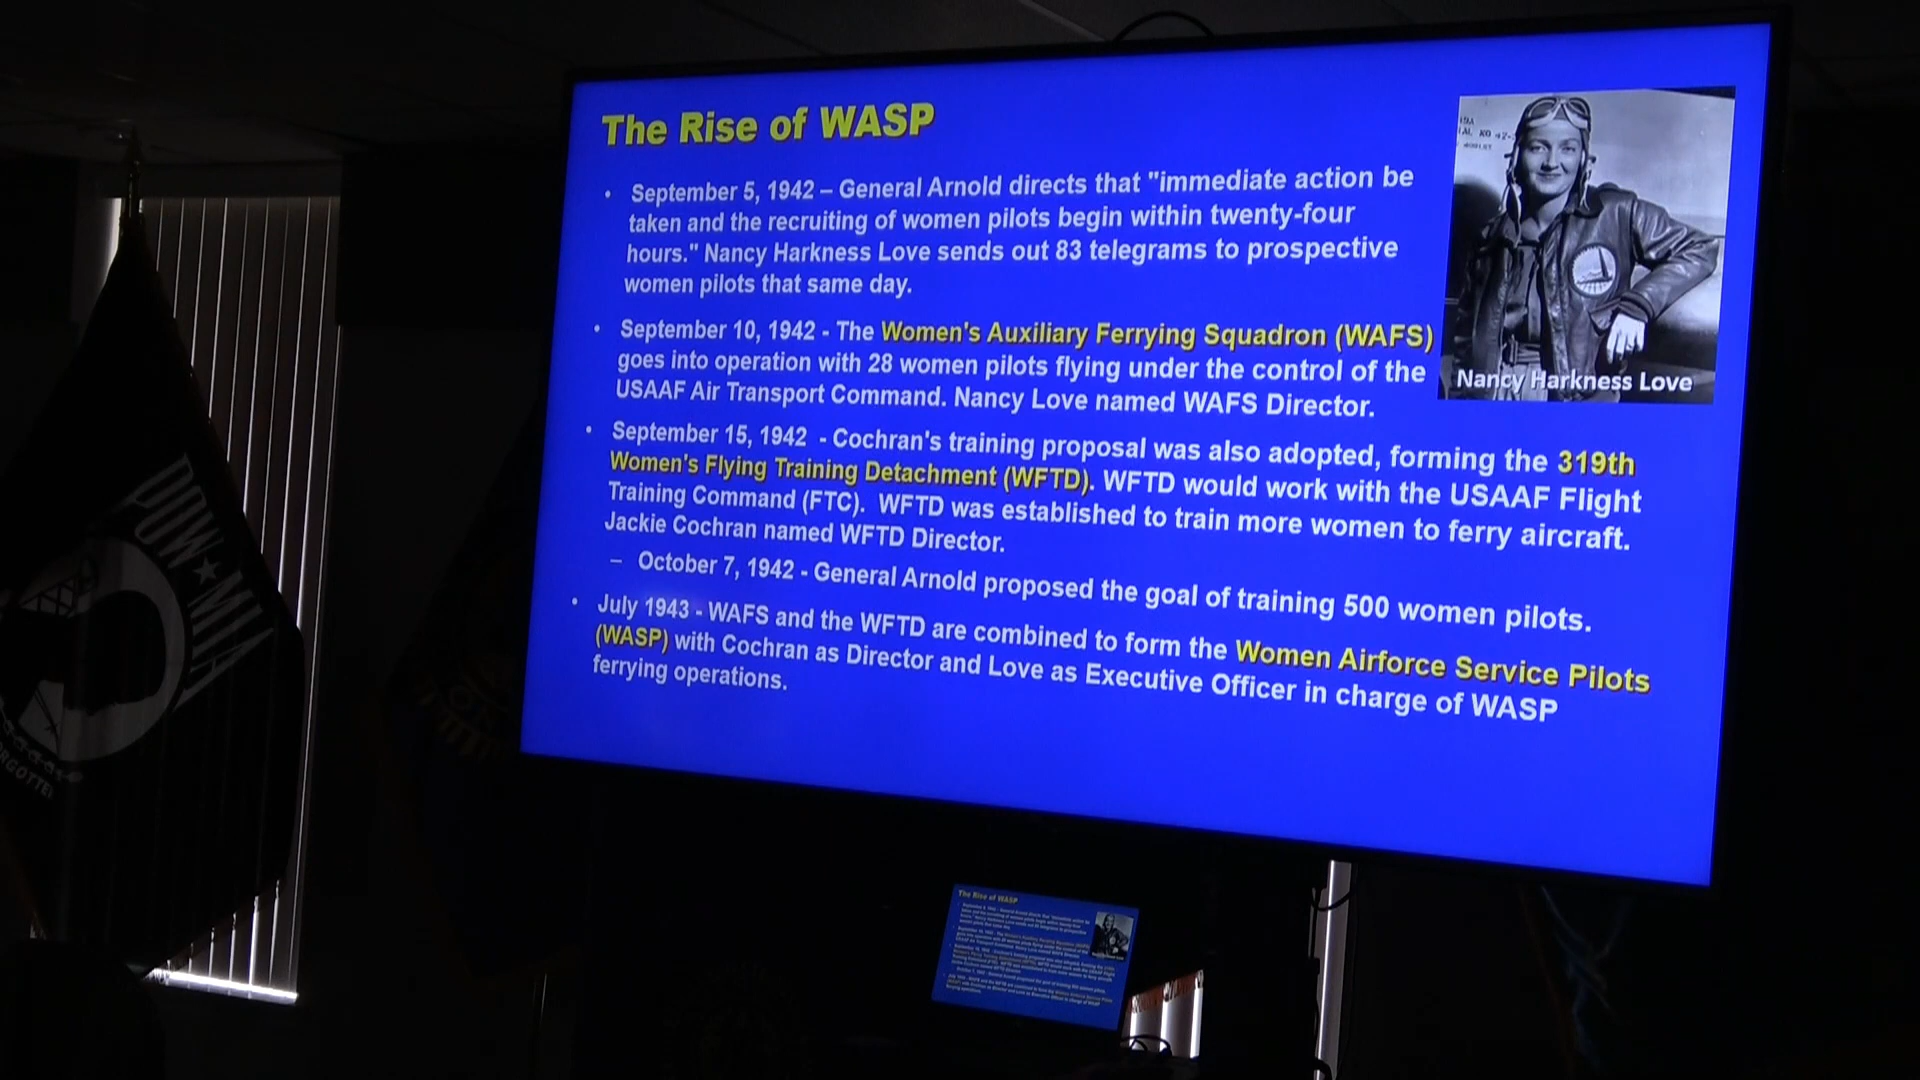 The Rise of WASP
• September 5, 1942 – General Arnold directs that "immediate action be
taken and the recruiting of women pilots begin within twenty-four
hours." Nancy Harkness Love sends out 83 telegrams to prospective
women pilots that same day.
• September 10, 1942 - The Women's Auxiliary Ferrying Squadron (WAFS)
goes into operation with 28 women pilots flying under the control of the
USAAF Air Transport Command. Nancy Love named WAFS Director.
Nancy Harkness Love
• September 15, 1942 - Cochran's training proposal was also adopted, forming the 319th
Women's Flying Training Detachment (WFTD). WFTD would work with the USAAF Flight
Training Command (FTC). WFTD was established to train more women to ferry aircraft.
Jackie Cochran named WFTD Director.
– October 7, 1942 - General Arnold proposed the goal of training 500 women pilots.
• July 1943 - WAFS and the WFTD are combined to form the Women Airforce Service Pilots
(WASP) with Cochran as Director and Love as Executive Officer in charge of WASP
ferrying operations.
POW★MIA
The Rise of WASP